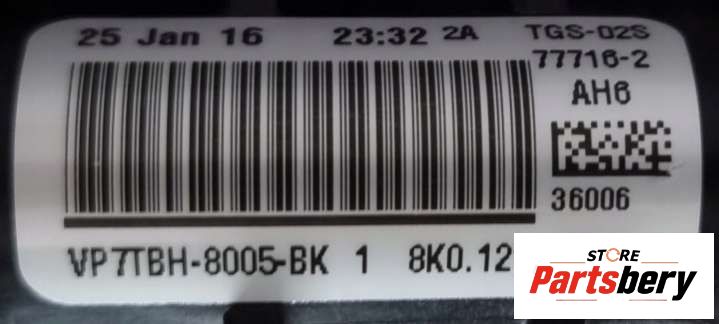 25 Jan 16 23:32 2A TGS-02S
77716-2
AH6
36006
VP7TBH-8005-BK 1 8K0.12
STORE
Partsbery